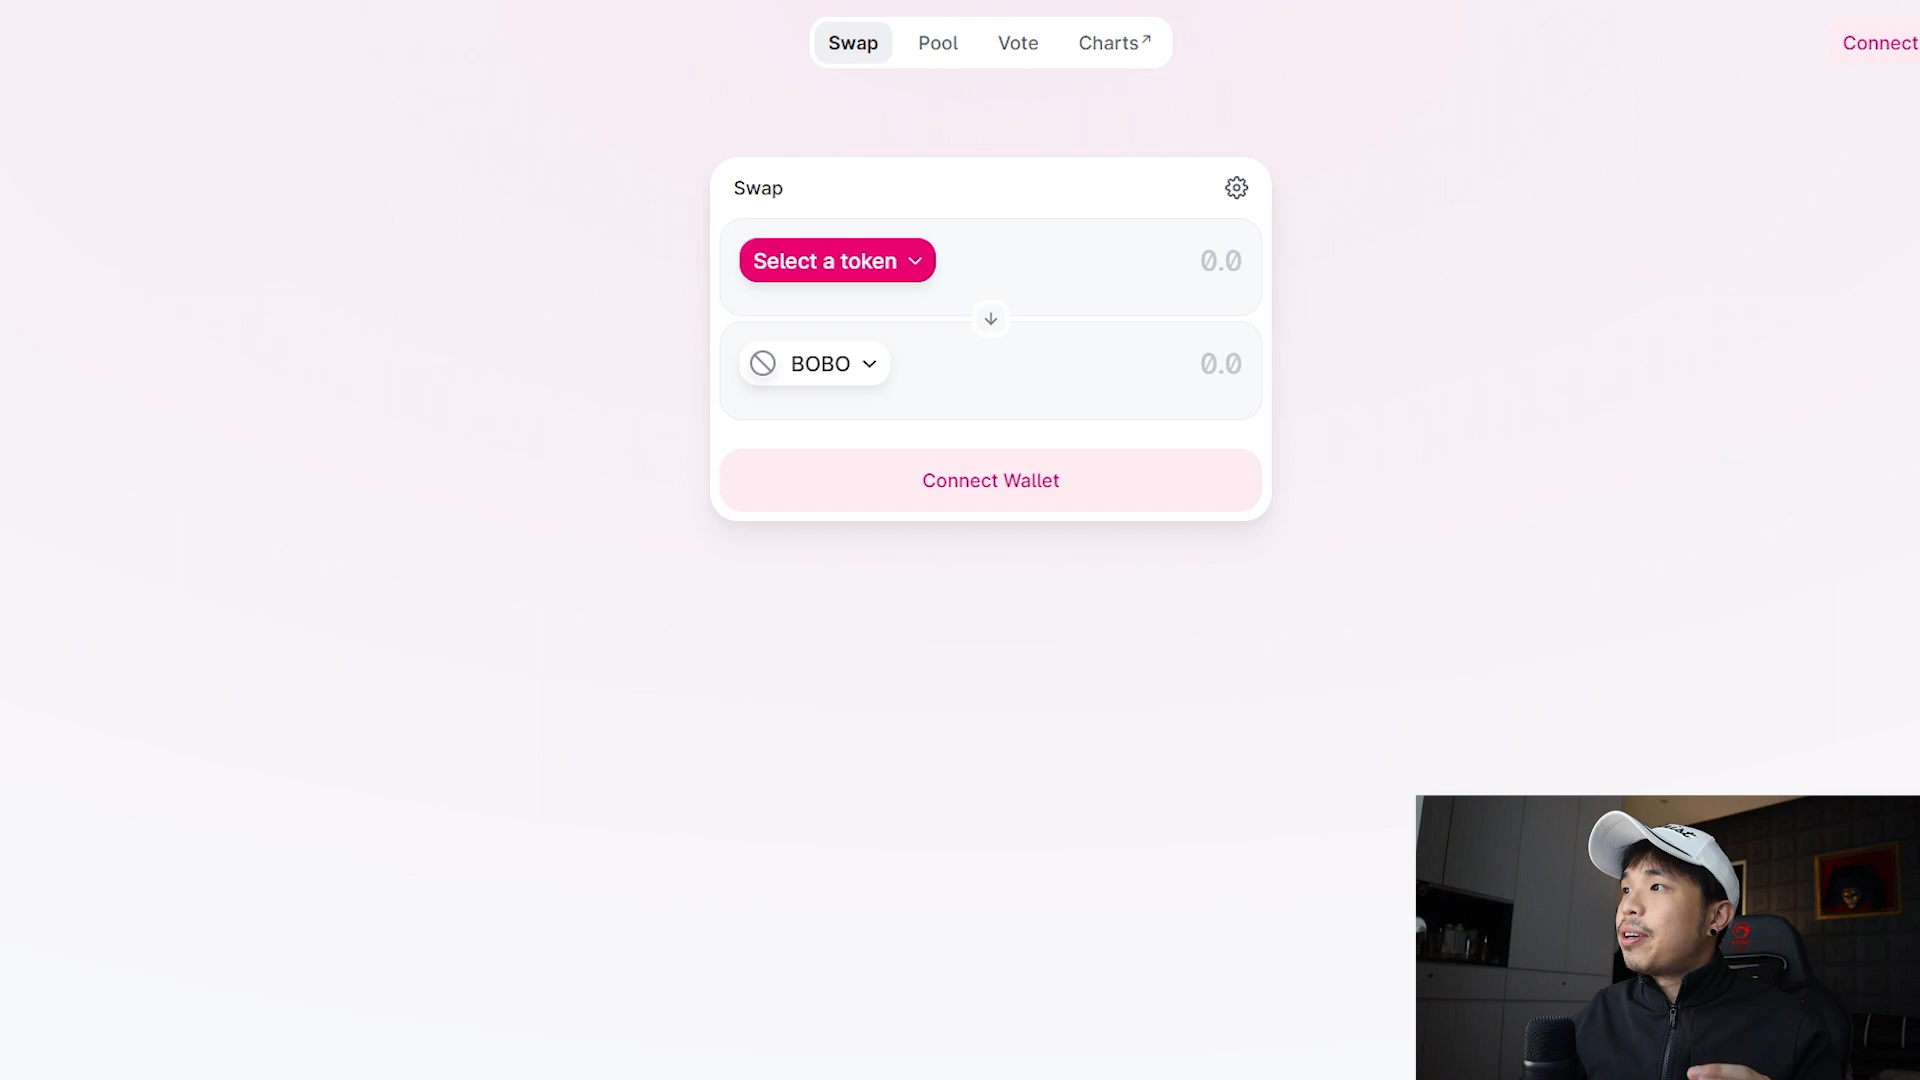 Swap Pool Vote Charts↗ Connect
Swap
Select a token 0.0
BOBO 0.0
Connect Wallet